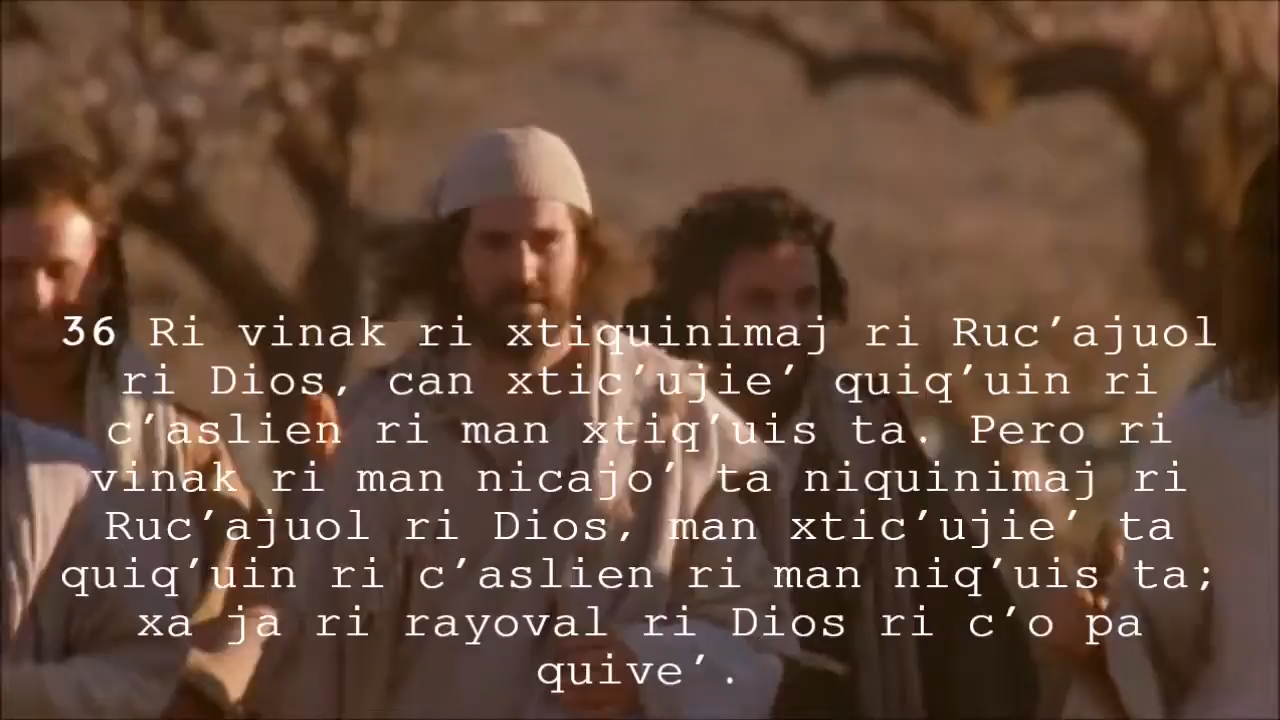 36 Ri vinak ri xtiquinimaj ri Ruc’ajuol
ri Dios, can xtic’ujie’ quiq’uin ri
c’aslien ri man xtiq’uis ta. Pero ri
vinak ri man nicajo’ ta niquinimaj ri
Ruc’ajuol ri Dios, man xtic’ujie’ ta
quiq’uin ri c’aslien ri man niq’uis ta;
xa ja ri rayoval ri Dios ri c’o pa
quive’.